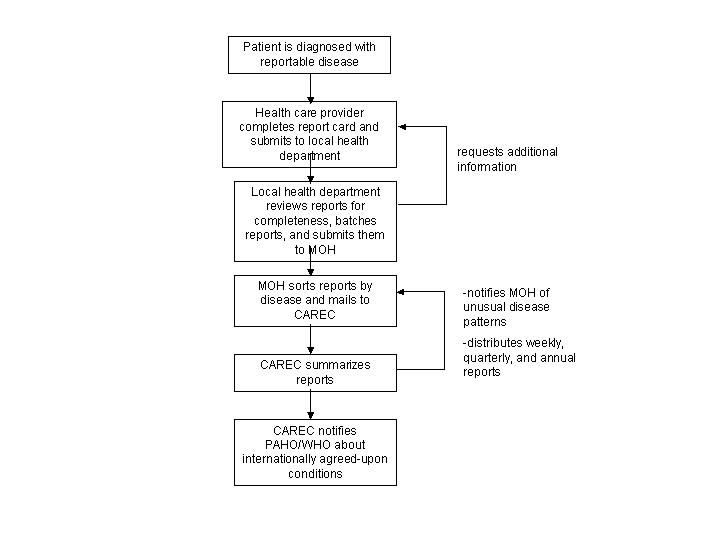 Patient is diagnosed with
reportable disease
Health care provider
completes report card and
submits to local health
department
requests additional
information
Local health department
reviews reports for
completeness, batches
reports, and submits them
to MOH
MOH sorts reports by
disease and mails to
CAREC
-notifies MOH of
unusual disease
patterns
-distributes weekly,
quarterly, and annual
reports
CAREC summarizes
reports
CAREC notifies
PAHO/WHO about
internationally agreed-upon
conditions